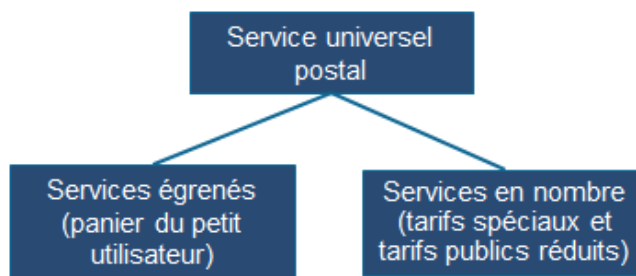 Service universel
postal
Services égrenés
(panier du petit
utilisateur)
Services en nombre
(tarifs spéciaux et
tarifs publics réduits)